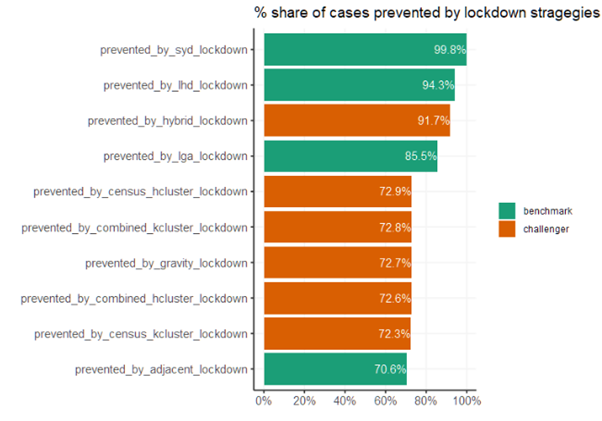 % share of cases prevented by lockdown stragegies
prevented_by_syd_lockdown 99.8%
prevented_by_lhd_lockdown 94.3%
prevented_by_hybrid_lockdown 91.7%
prevented_by_lga_lockdown 85.5%
prevented_by_census_hcluster_lockdown 72.9%
prevented_by_combined_kcluster_lockdown 72.8%
prevented_by_gravity_lockdown 72.7%
prevented_by_combined_hcluster_lockdown 72.6%
prevented_by_census_kcluster_lockdown 72.3%
prevented_by_adjacent_lockdown 70.6%
0% 20% 40% 60% 80% 100%
benchmark
challenger